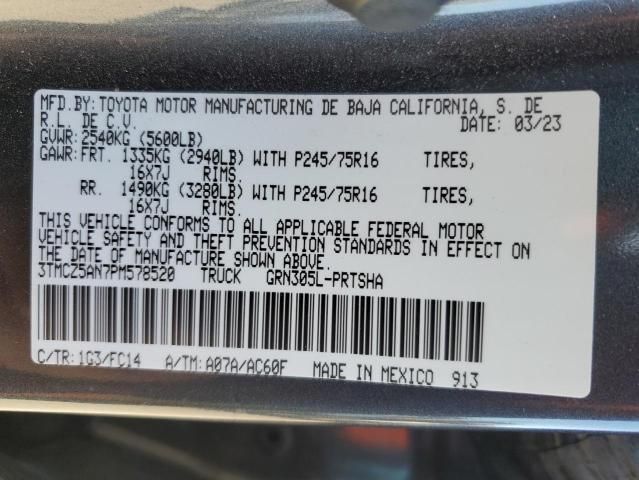 MFD.BY: TOYOTA MOTOR MANUFACTURING DE BAJA CALIFORNIA, S. DE
R.L. DE C.V. DATE: 03/23
GVWR: 2540KG (5600LB)
GAWR: FRT. 1335KG (2940LB) WITH P245/75R16 TIRES,
16X7J RIMS.
RR. 1490KG (3280LB) WITH P245/75R16 TIRES,
16X7J RIMS.
THIS VEHICLE CONFORMS TO ALL APPLICABLE FEDERAL MOTOR
VEHICLE SAFETY AND THEFT PREVENTION STANDARDS IN EFFECT ON
THE DATE OF MANUFACTURE SHOWN ABOVE.
3TMCZ5AN7PM578520 TRUCK GRN305L-PRTSHA
C/TR: 1G3/FC14 A/TM: A07A/AC60F MADE IN MEXICO 913